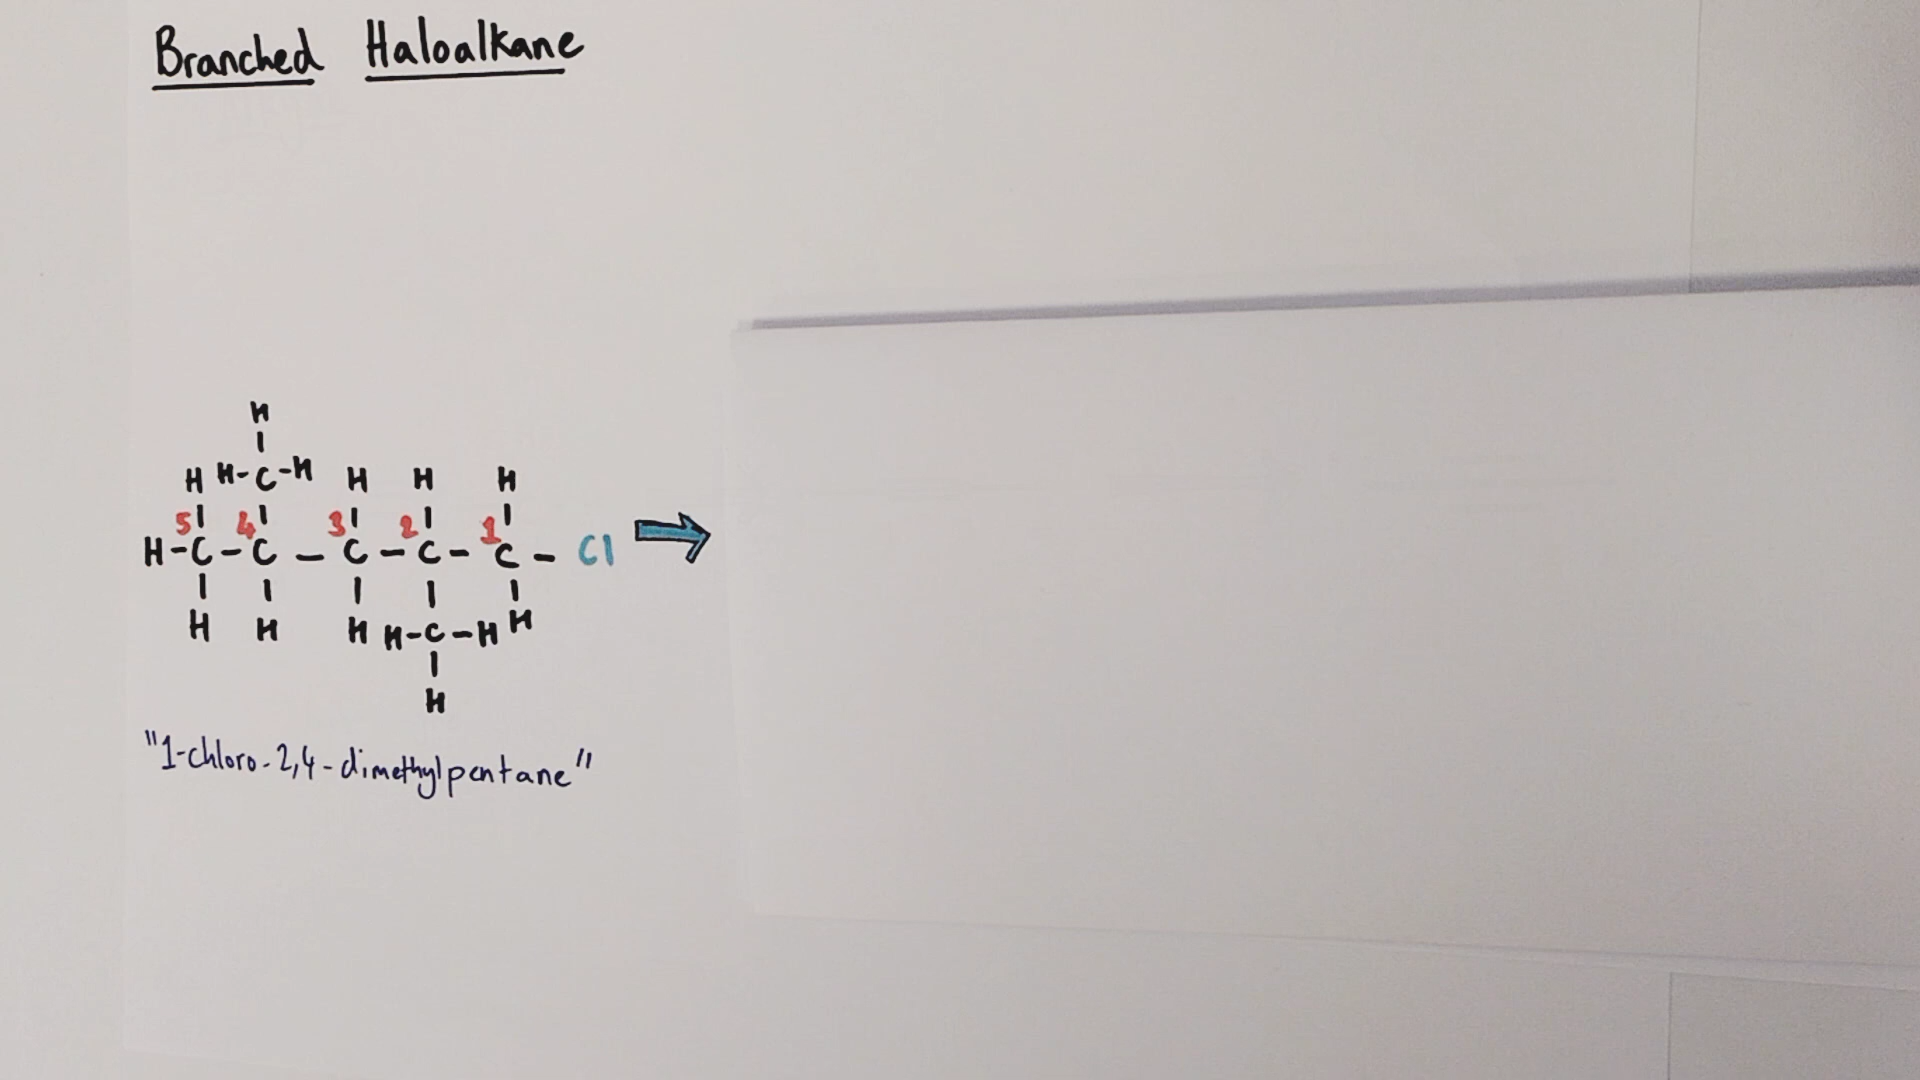 Branched Haloalkane
H
H H-C-H H H H
5 4 3 2 1
H-C-C-C-C-C-Cl
H H H H-C-H H
H
"1-chloro-2,4-dimethylpentane"